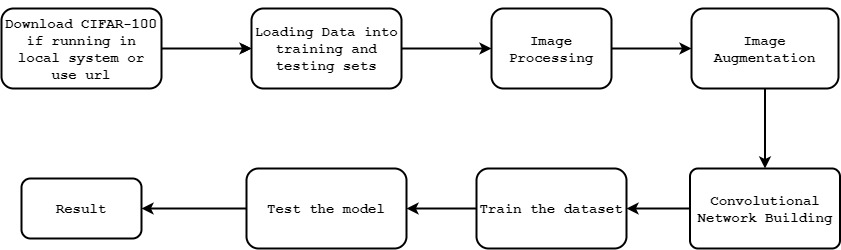 Download CIFAR-100
if running in
local system or
use url
Loading Data into
training and
testing sets
Image
Processing
Image
Augmentation
Convolutional
Network Building
Train the dataset
Test the model
Result